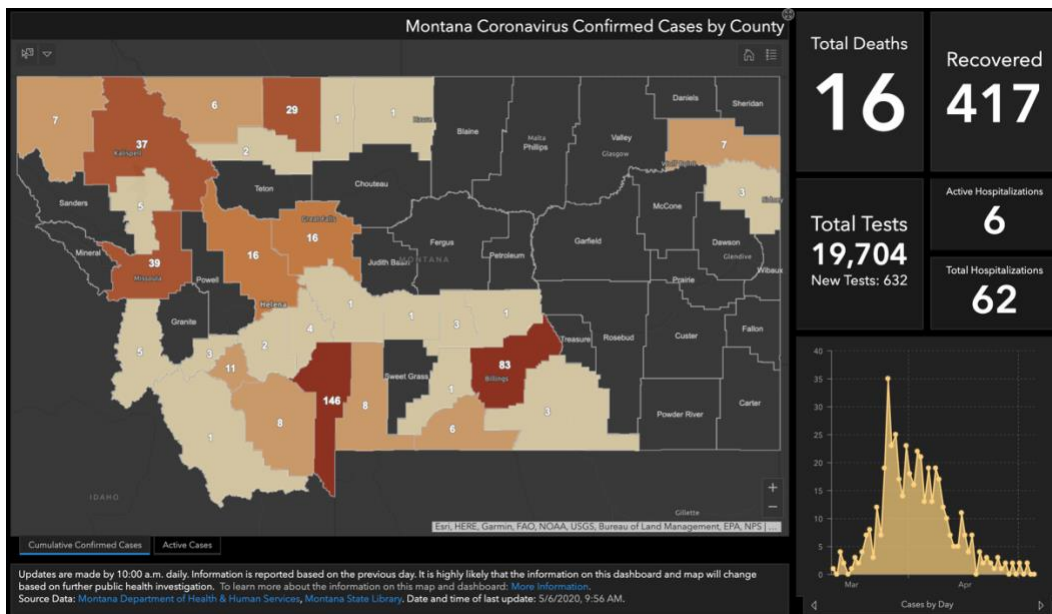 Montana Coronavirus Confirmed Cases by County
Total Deaths
16
Recovered
417
Total Tests
19,704
New Tests: 632
Active Hospitalizations
6
Total Hospitalizations
62
7
6
29
1
1
Blaine
Malta
Phillips
Valley
Glasgow
Daniels
Sheridan
7
37
Kalispell
2
Sanders
5
Teton
Chouteau
3
Sidney
McCone
Great Falls
16
16
Mineral
39
Missoula
Powell
Judith Basin
MONTANA
Fergus
Petroleum
Garfield
Dawson
Glendive
Prairie
Wibaux
Helena
Granite
5
3
11
2
4
1
1
3
1
Treasure
Rosebud
Custer
Fallon
Sweet Grass
83
Billings
1
146
8
8
6
3
1
Powder River
Carter
IDAHO
Gillette
Esri, HERE, Garmin, FAO, NOAA, USGS, Bureau of Land Management, EPA, NPS | ...
Cumulative Confirmed Cases
Active Cases
Updates are made by 10:00 a.m. daily. Information is reported based on the previous day. It is highly likely that the information on this dashboard and map will change
based on further public health investigation. To learn more about the information on this map and dashboard: More Information.
Source Data: Montana Department of Health & Human Services, Montana State Library. Date and time of last update: 5/6/2020, 9:56 AM.
40
35
30
25
20
15
10
5
0
Mar
Apr
Cases by Day